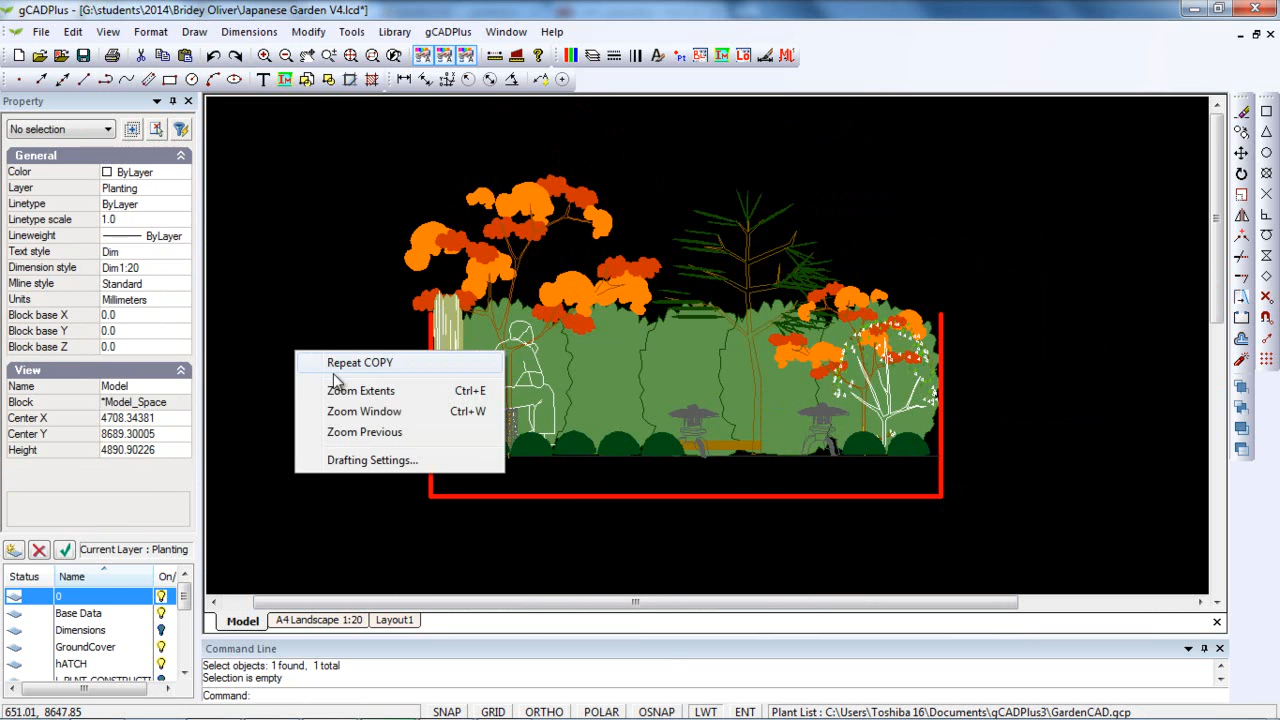 gCADPlus - [G:\students\2014\Bridey Oliver\Japanese Garden V4.lcd*]
File Edit View Format Draw Dimensions Modify Tools Library gCADPlus Window Help
Property
No selection
General
Color ByLayer
Layer Planting
Linetype ByLayer
Linetype scale 1.0
Lineweight ByLayer
Text style Dim
Dimension style Dim1:20
Mline style Standard
Units Millimeters
Block base X 0.0
Block base Y 0.0
Block base Z 0.0
View
Name Model
Block *Model_Space
Center X 4708.34381
Center Y 8689.30005
Height 4890.90226
Repeat COPY
Zoom Extents Ctrl+E
Zoom Window Ctrl+W
Zoom Previous
Drafting Settings...
Current Layer : Planting
Status Name On/
0
Base Data
Dimensions
GroundCover
hATCH
Model A4 Landscape 1:20 Layout1
Command Line
Select objects: 1 found, 1 total
Selection is empty
Command:
651.01, 8647.85 SNAP GRID ORTHO POLAR OSNAP LWT ENT Plant List : C:\Users\Toshiba 16\Documents\gCADPlus3\GardenCAD.gcp